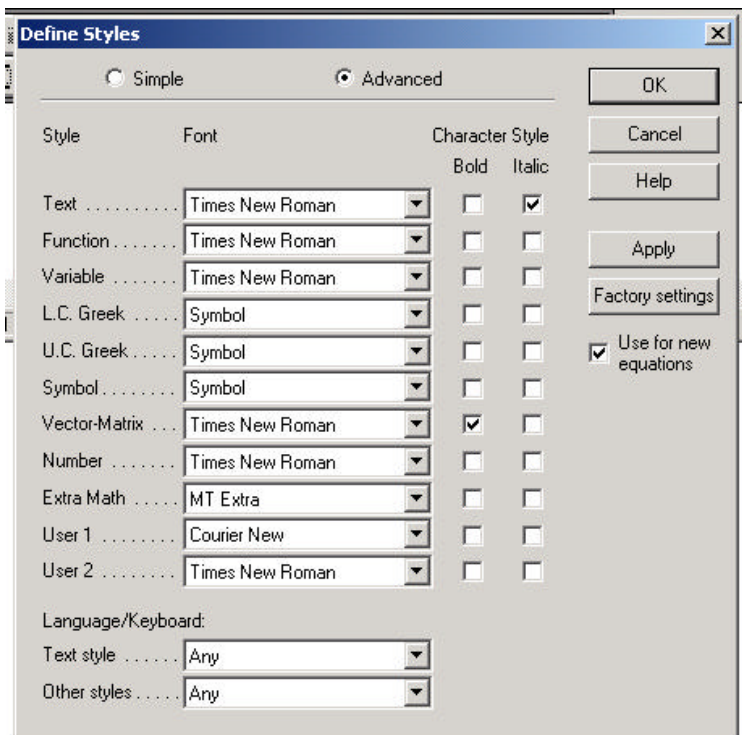 Define Styles
Simple Advanced
OK
Style Font Character Style
Cancel
Bold Italic
Help
Text .......... Times New Roman
Function ....... Times New Roman
Apply
Variable ........ Times New Roman
Factory settings
L.C. Greek ..... Symbol
Use for new
equations
U.C. Greek ..... Symbol
Symbol ........ Symbol
Vector-Matrix ... Times New Roman
Number ....... Times New Roman
Extra Math ..... MT Extra
User 1 ........ Courier New
User 2 ........ Times New Roman
Language/Keyboard:
Text style ...... Any
Other styles ..... Any